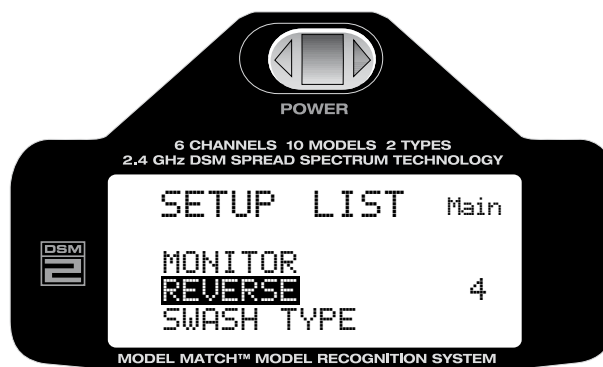 POWER
6 CHANNELS 10 MODELS 2 TYPES
2.4 GHz DSM SPREAD SPECTRUM TECHNOLOGY
SETUP LIST Main
DSM
2
MONITOR
REVERSE 4
SWASH TYPE
MODEL MATCH™ MODEL RECOGNITION SYSTEM